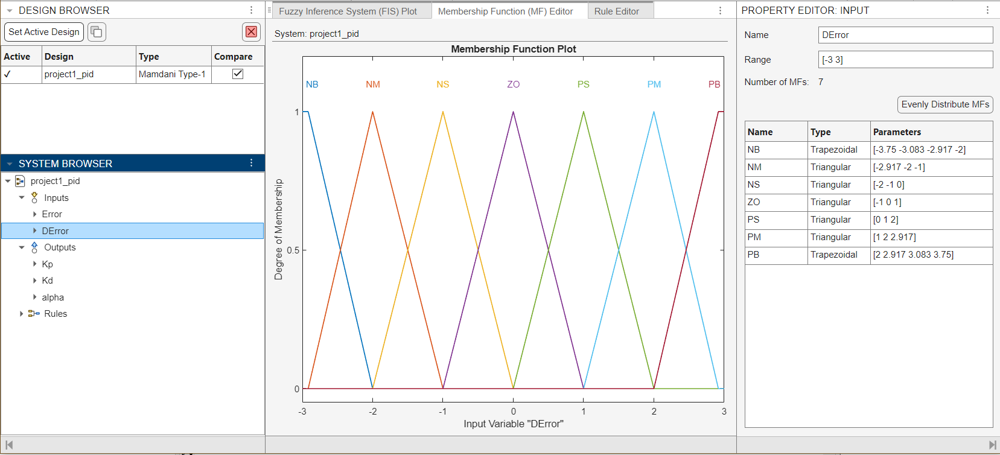 DESIGN BROWSER
Set Active Design
Active Design Type Compare
project1_pid Mamdani Type-1
SYSTEM BROWSER
project1_pid
Inputs
Error
DError
Outputs
Kp
Kd
alpha
Rules
Fuzzy Inference System (FIS) Plot Membership Function (MF) Editor Rule Editor
System: project1_pid
Membership Function Plot
NB NM NS ZO PS PM PB
1
0.5
0
Degree of Membership
-3 -2 -1 0 1 2 3
Input Variable "DError"
PROPERTY EDITOR: INPUT
Name DError
Range [-3 3]
Number of MFs: 7
Evenly Distribute MFs
Name Type Parameters
NB Trapezoidal [-3.75 -3.083 -2.917 -2]
NM Triangular [-2.917 -2 -1]
NS Triangular [-2 -1 0]
ZO Triangular [-1 0 1]
PS Triangular [0 1 2]
PM Triangular [1 2 2.917]
PB Trapezoidal [2 2.917 3.083 3.75]